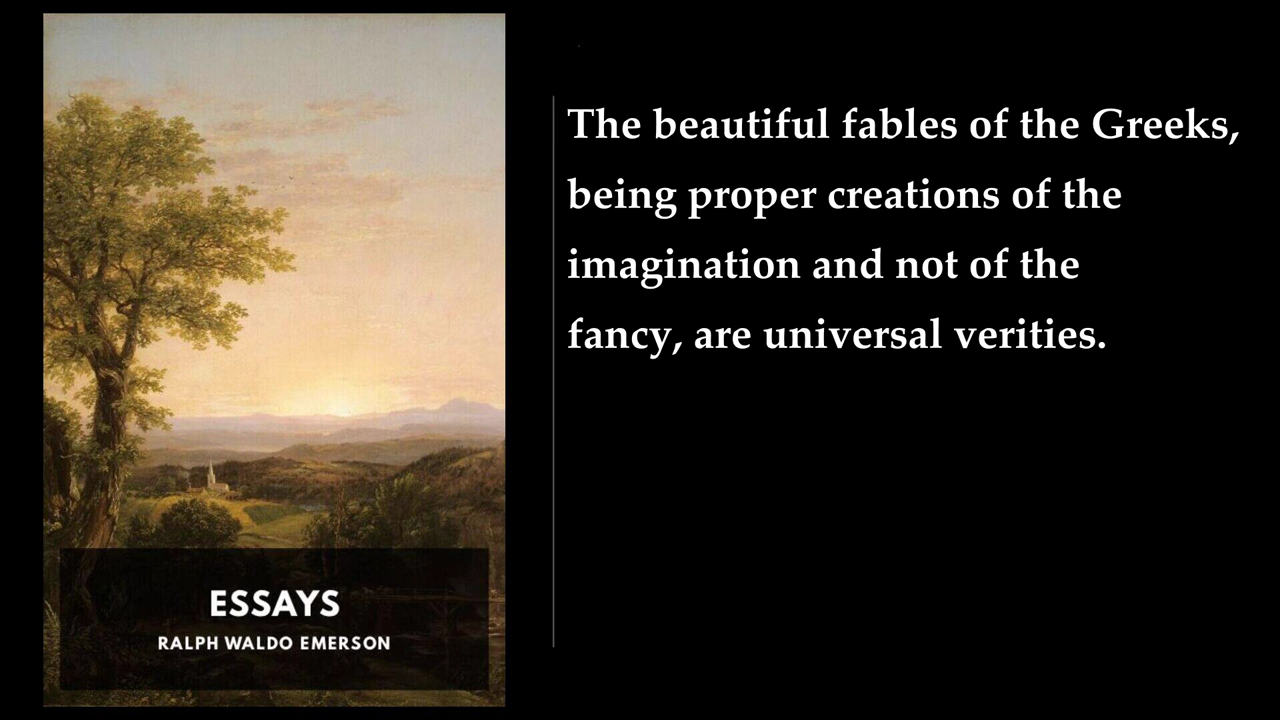 ESSAYS
RALPH WALDO EMERSON
The beautiful fables of the Greeks,
being proper creations of the
imagination and not of the
fancy, are universal verities.